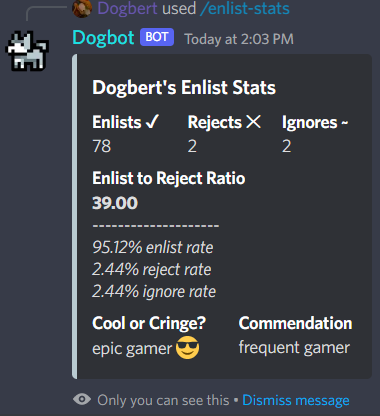 Dogbert used /enlist-stats
Dogbot BOT Today at 2:03 PM
Dogbert's Enlist Stats
Enlists ✓ Rejects ✕ Ignores ~
78 2 2
Enlist to Reject Ratio
39.00
--------------------
95.12% enlist rate
2.44% reject rate
2.44% ignore rate
Cool or Cringe? Commendation
epic gamer 😎 frequent gamer
Only you can see this • Dismiss message